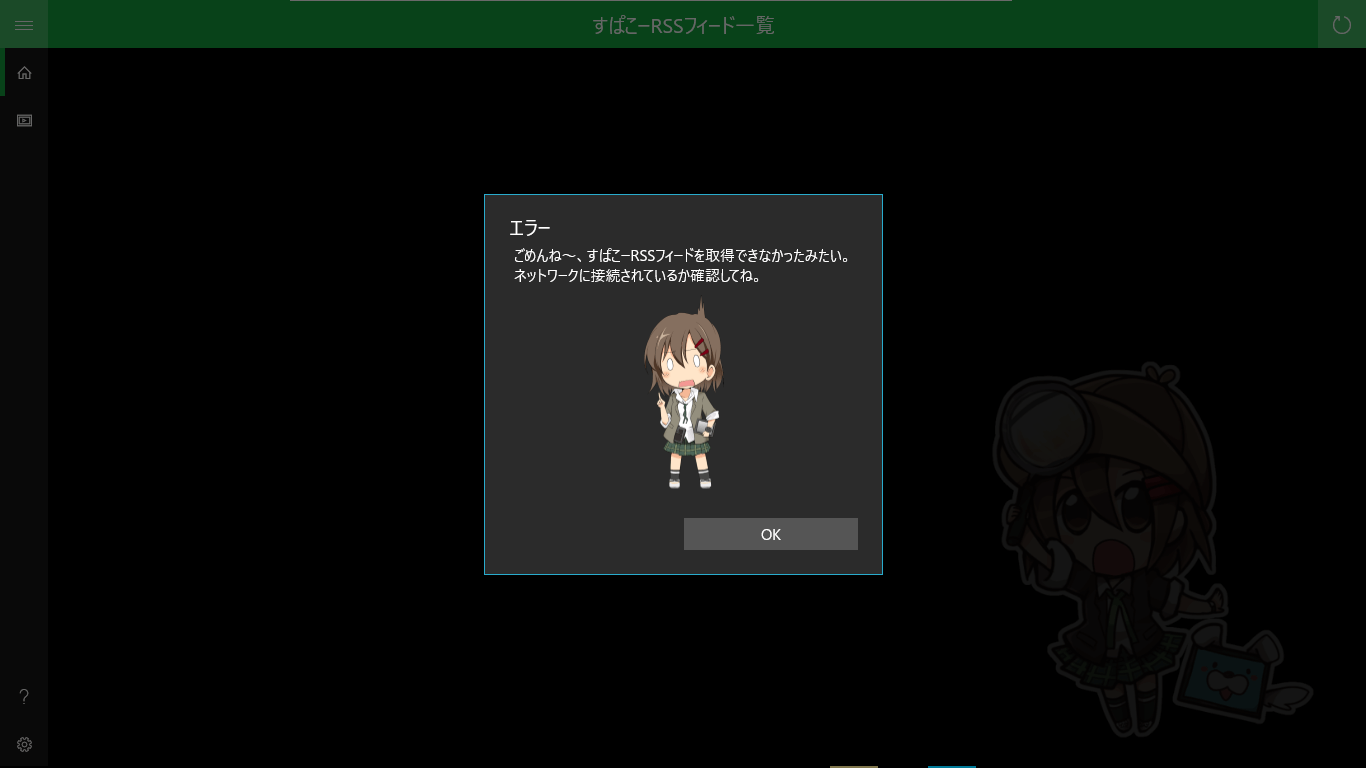 すぱこーRSSフィード一覧
エラー
ごめんね～、すぱこーRSSフィードを取得できなかったみたい。
ネットワークに接続されているか確認してね。
OK